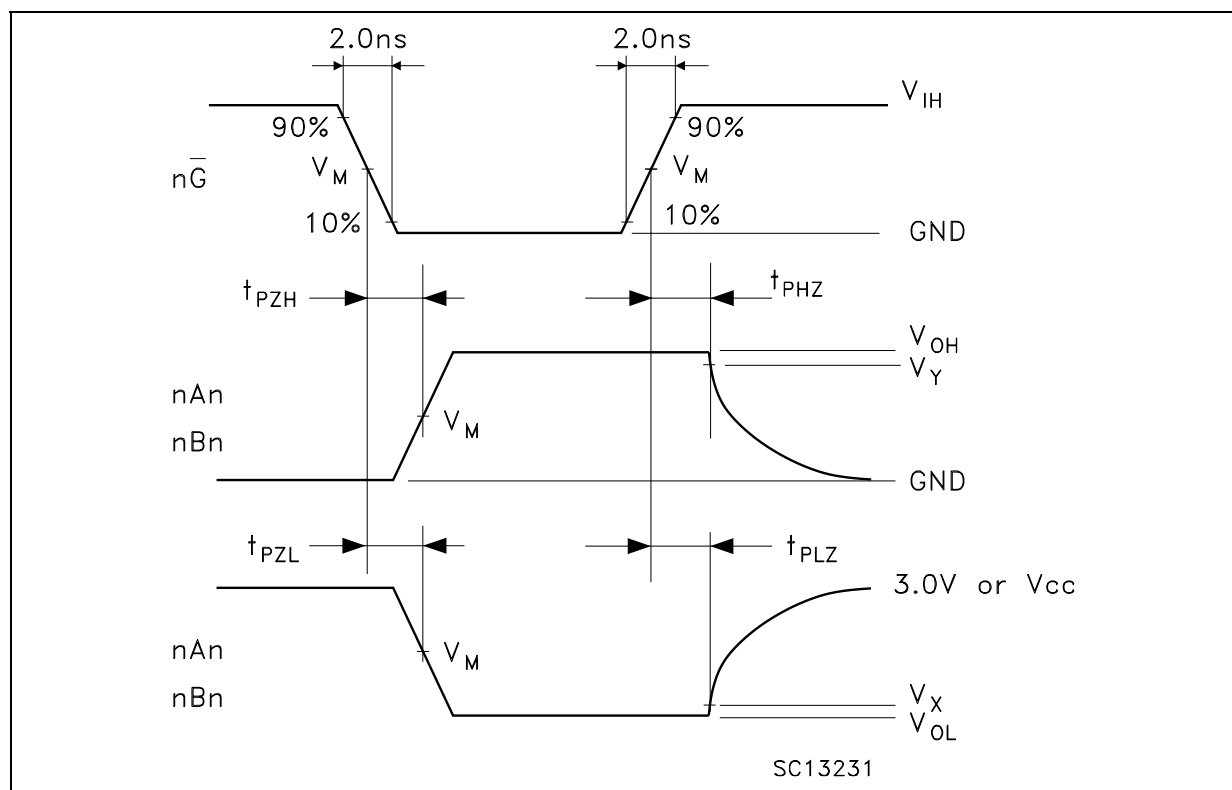 2.0ns 2.0ns
V_IH
90% 90%
nG̅ V_M V_M
10% 10%
GND
t_PZH t_PHZ
V_OH
V_Y
nAn
V_M
nBn
GND
t_PZL t_PLZ
3.0V or Vcc
nAn V_M
nBn
V_X
V_OL
SC13231